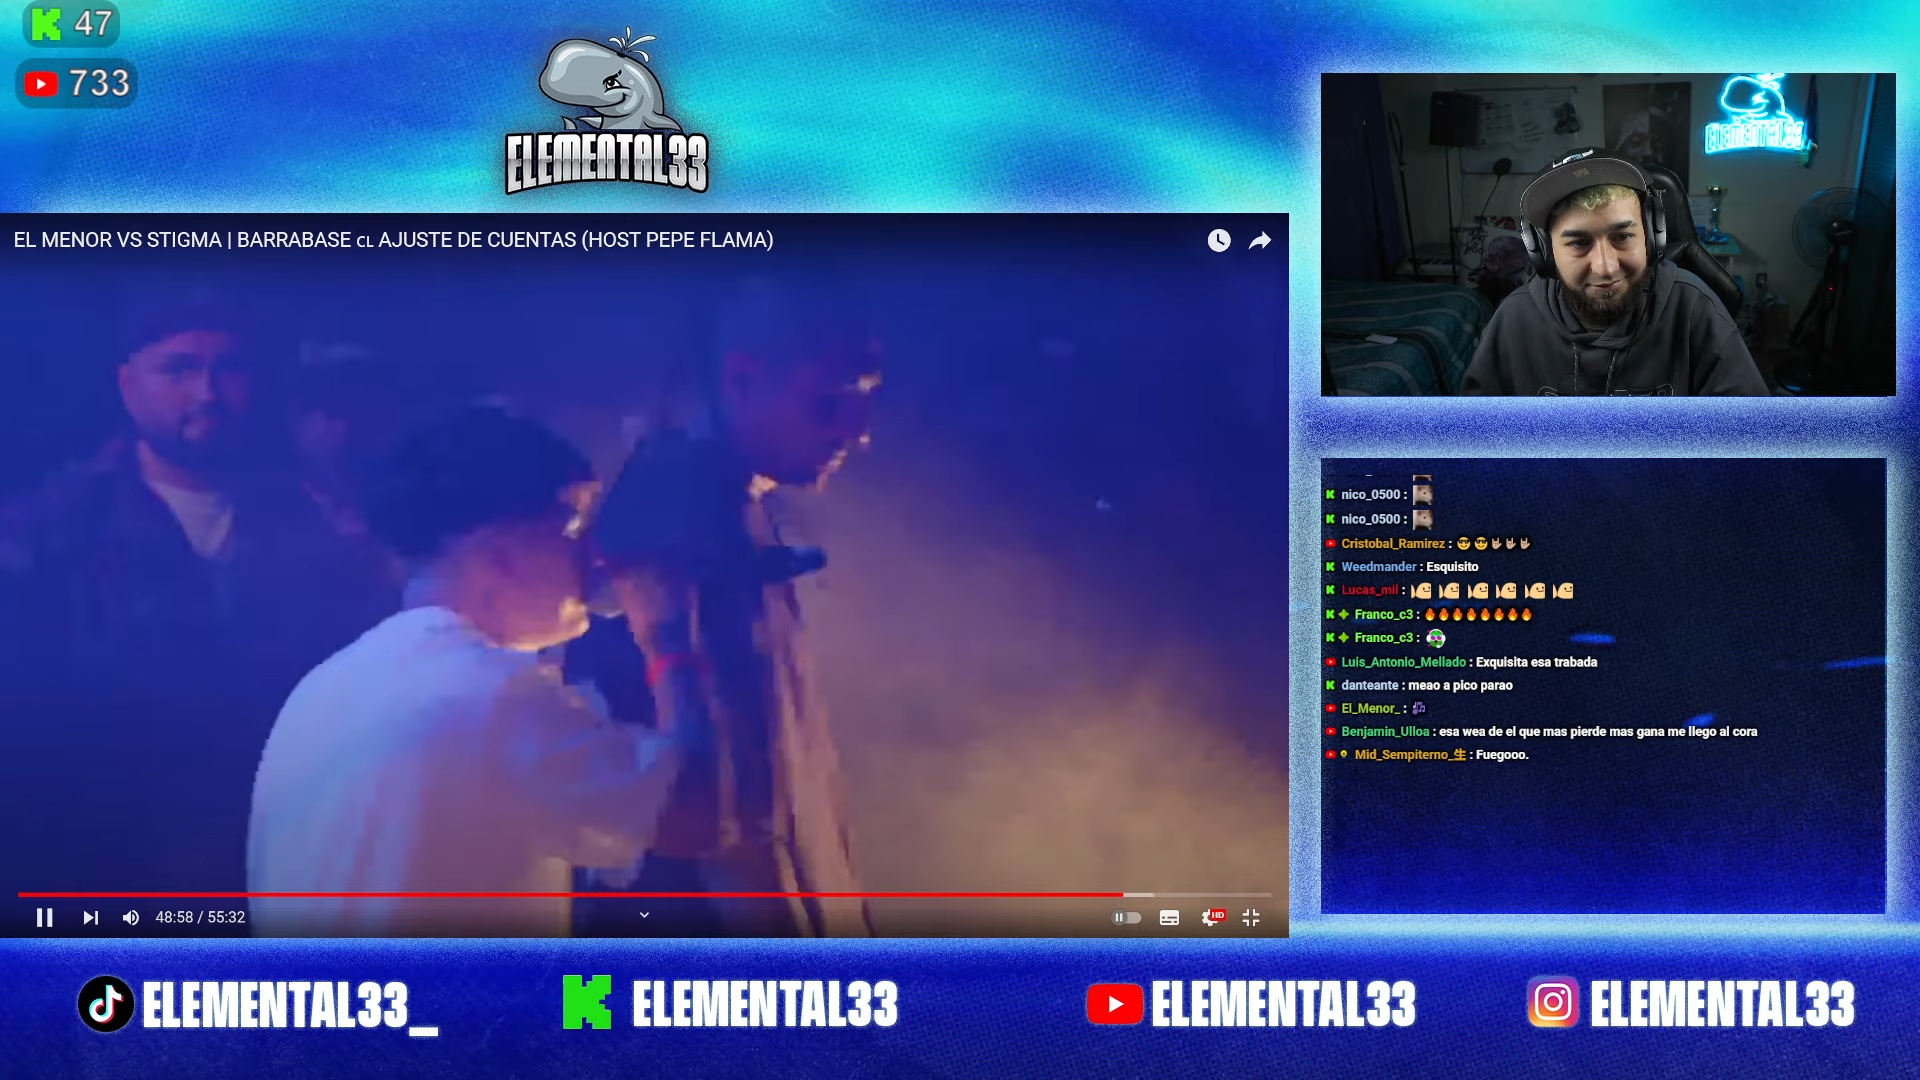 47
733
ELEMENTAL33
EL MENOR VS STIGMA | BARRABASE CL AJUSTE DE CUENTAS (HOST PEPE FLAMA)
48:58 / 55:32
HD
ELEMENTAL33
nico_0500 :
nico_0500 :
Cristobal_Ramirez : 😎😎🤘🏼🤘🏼🤘🏼
Weedmander : Esquisito
Lucas_mil :
Franco_c3 : 🔥🔥🔥🔥🔥🔥🔥🔥
Franco_c3 :
Luis_Antonio_Mellado : Exquisita esa trabada
danteante : meao a pico parao
El_Menor_ : 🎶
Benjamin_Ulloa : esa wea de el que mas pierde mas gana me llego al cora
Mid_Sempiterno_生 : Fuegooo.
ELEMENTAL33_
ELEMENTAL33
ELEMENTAL33
ELEMENTAL33